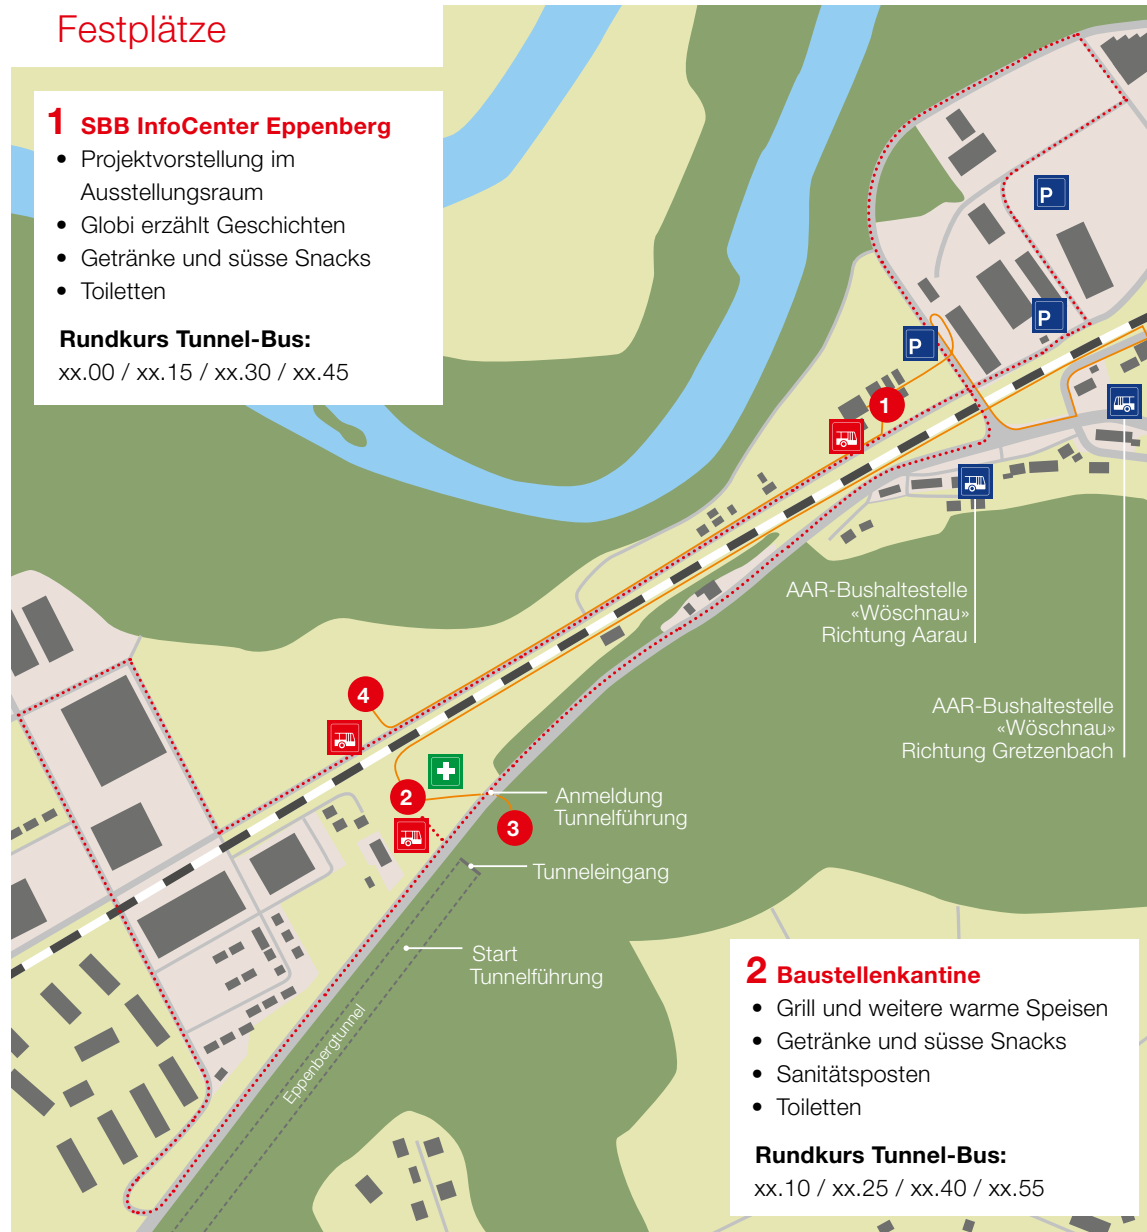 Festplätze
1 SBB InfoCenter Eppenberg
• Projektvorstellung im
Ausstellungsraum
• Globi erzählt Geschichten
• Getränke und süsse Snacks
• Toiletten
Rundkurs Tunnel-Bus:
xx.00 / xx.15 / xx.30 / xx.45
P
P
P
1
AAR-Bushaltestelle
«Wöschnau»
Richtung Aarau
AAR-Bushaltestelle
«Wöschnau»
Richtung Gretzenbach
4
2
3
Anmeldung
Tunnelführung
Tunneleingang
Start
Tunnelführung
Eppenbergtunnel
2 Baustellenkantine
• Grill und weitere warme Speisen
• Getränke und süsse Snacks
• Sanitätsposten
• Toiletten
Rundkurs Tunnel-Bus:
xx.10 / xx.25 / xx.40 / xx.55